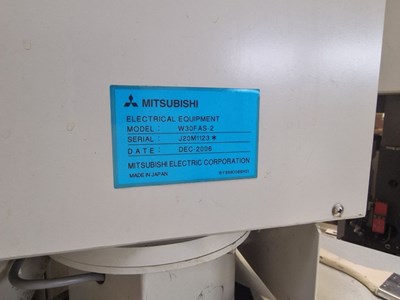 MITSUBISHI
ELECTRICAL EQUIPMENT
MODEL: W30FAS-2
SERIAL: J20M1123*
DATE: DEC-2006
MITSUBISHI ELECTRIC CORPORATION
MADE IN JAPAN